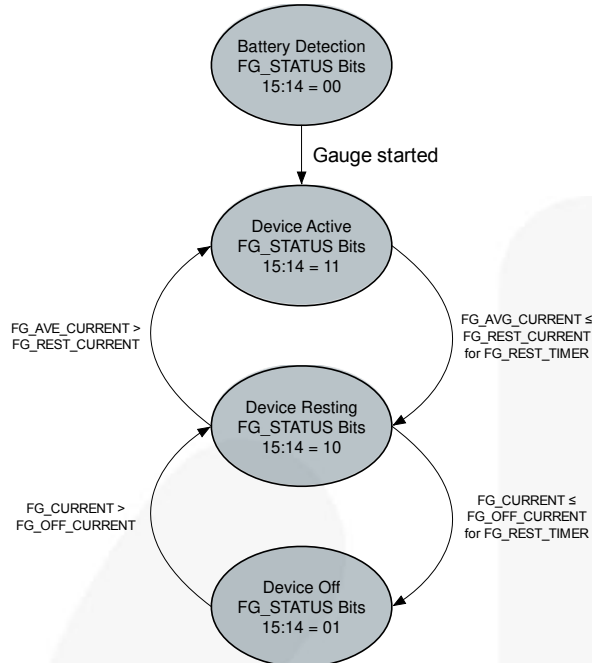 Battery Detection
FG_STATUS Bits
15:14 = 00
Gauge started
Device Active
FG_STATUS Bits
15:14 = 11
FG_AVE_CURRENT >
FG_REST_CURRENT
FG_AVG_CURRENT ≤
FG_REST_CURRENT
for FG_REST_TIMER
Device Resting
FG_STATUS Bits
15:14 = 10
FG_CURRENT >
FG_OFF_CURRENT
FG_CURRENT ≤
FG_OFF_CURRENT
for FG_REST_TIMER
Device Off
FG_STATUS Bits
15:14 = 01